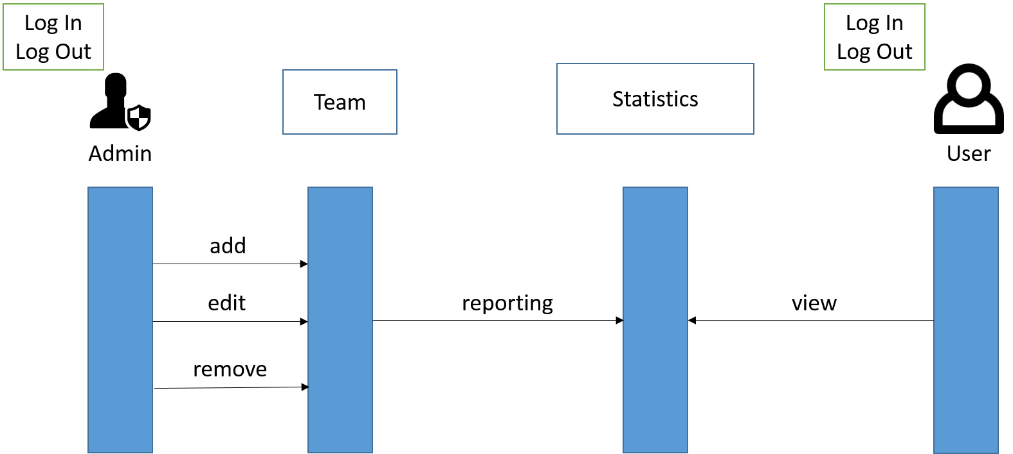 Log In
Log Out
Log In
Log Out
Team
Statistics
Admin
User
add
edit
reporting
view
remove